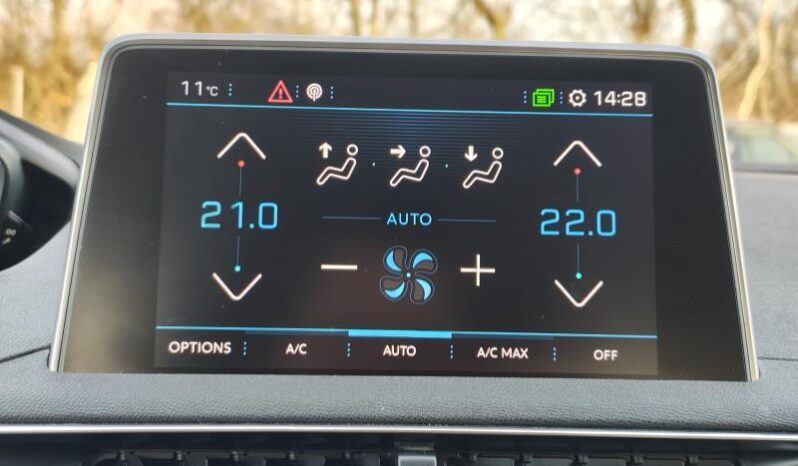 11°C 14:28
21.0 22.0
AUTO
OPTIONS A/C AUTO A/C MAX OFF